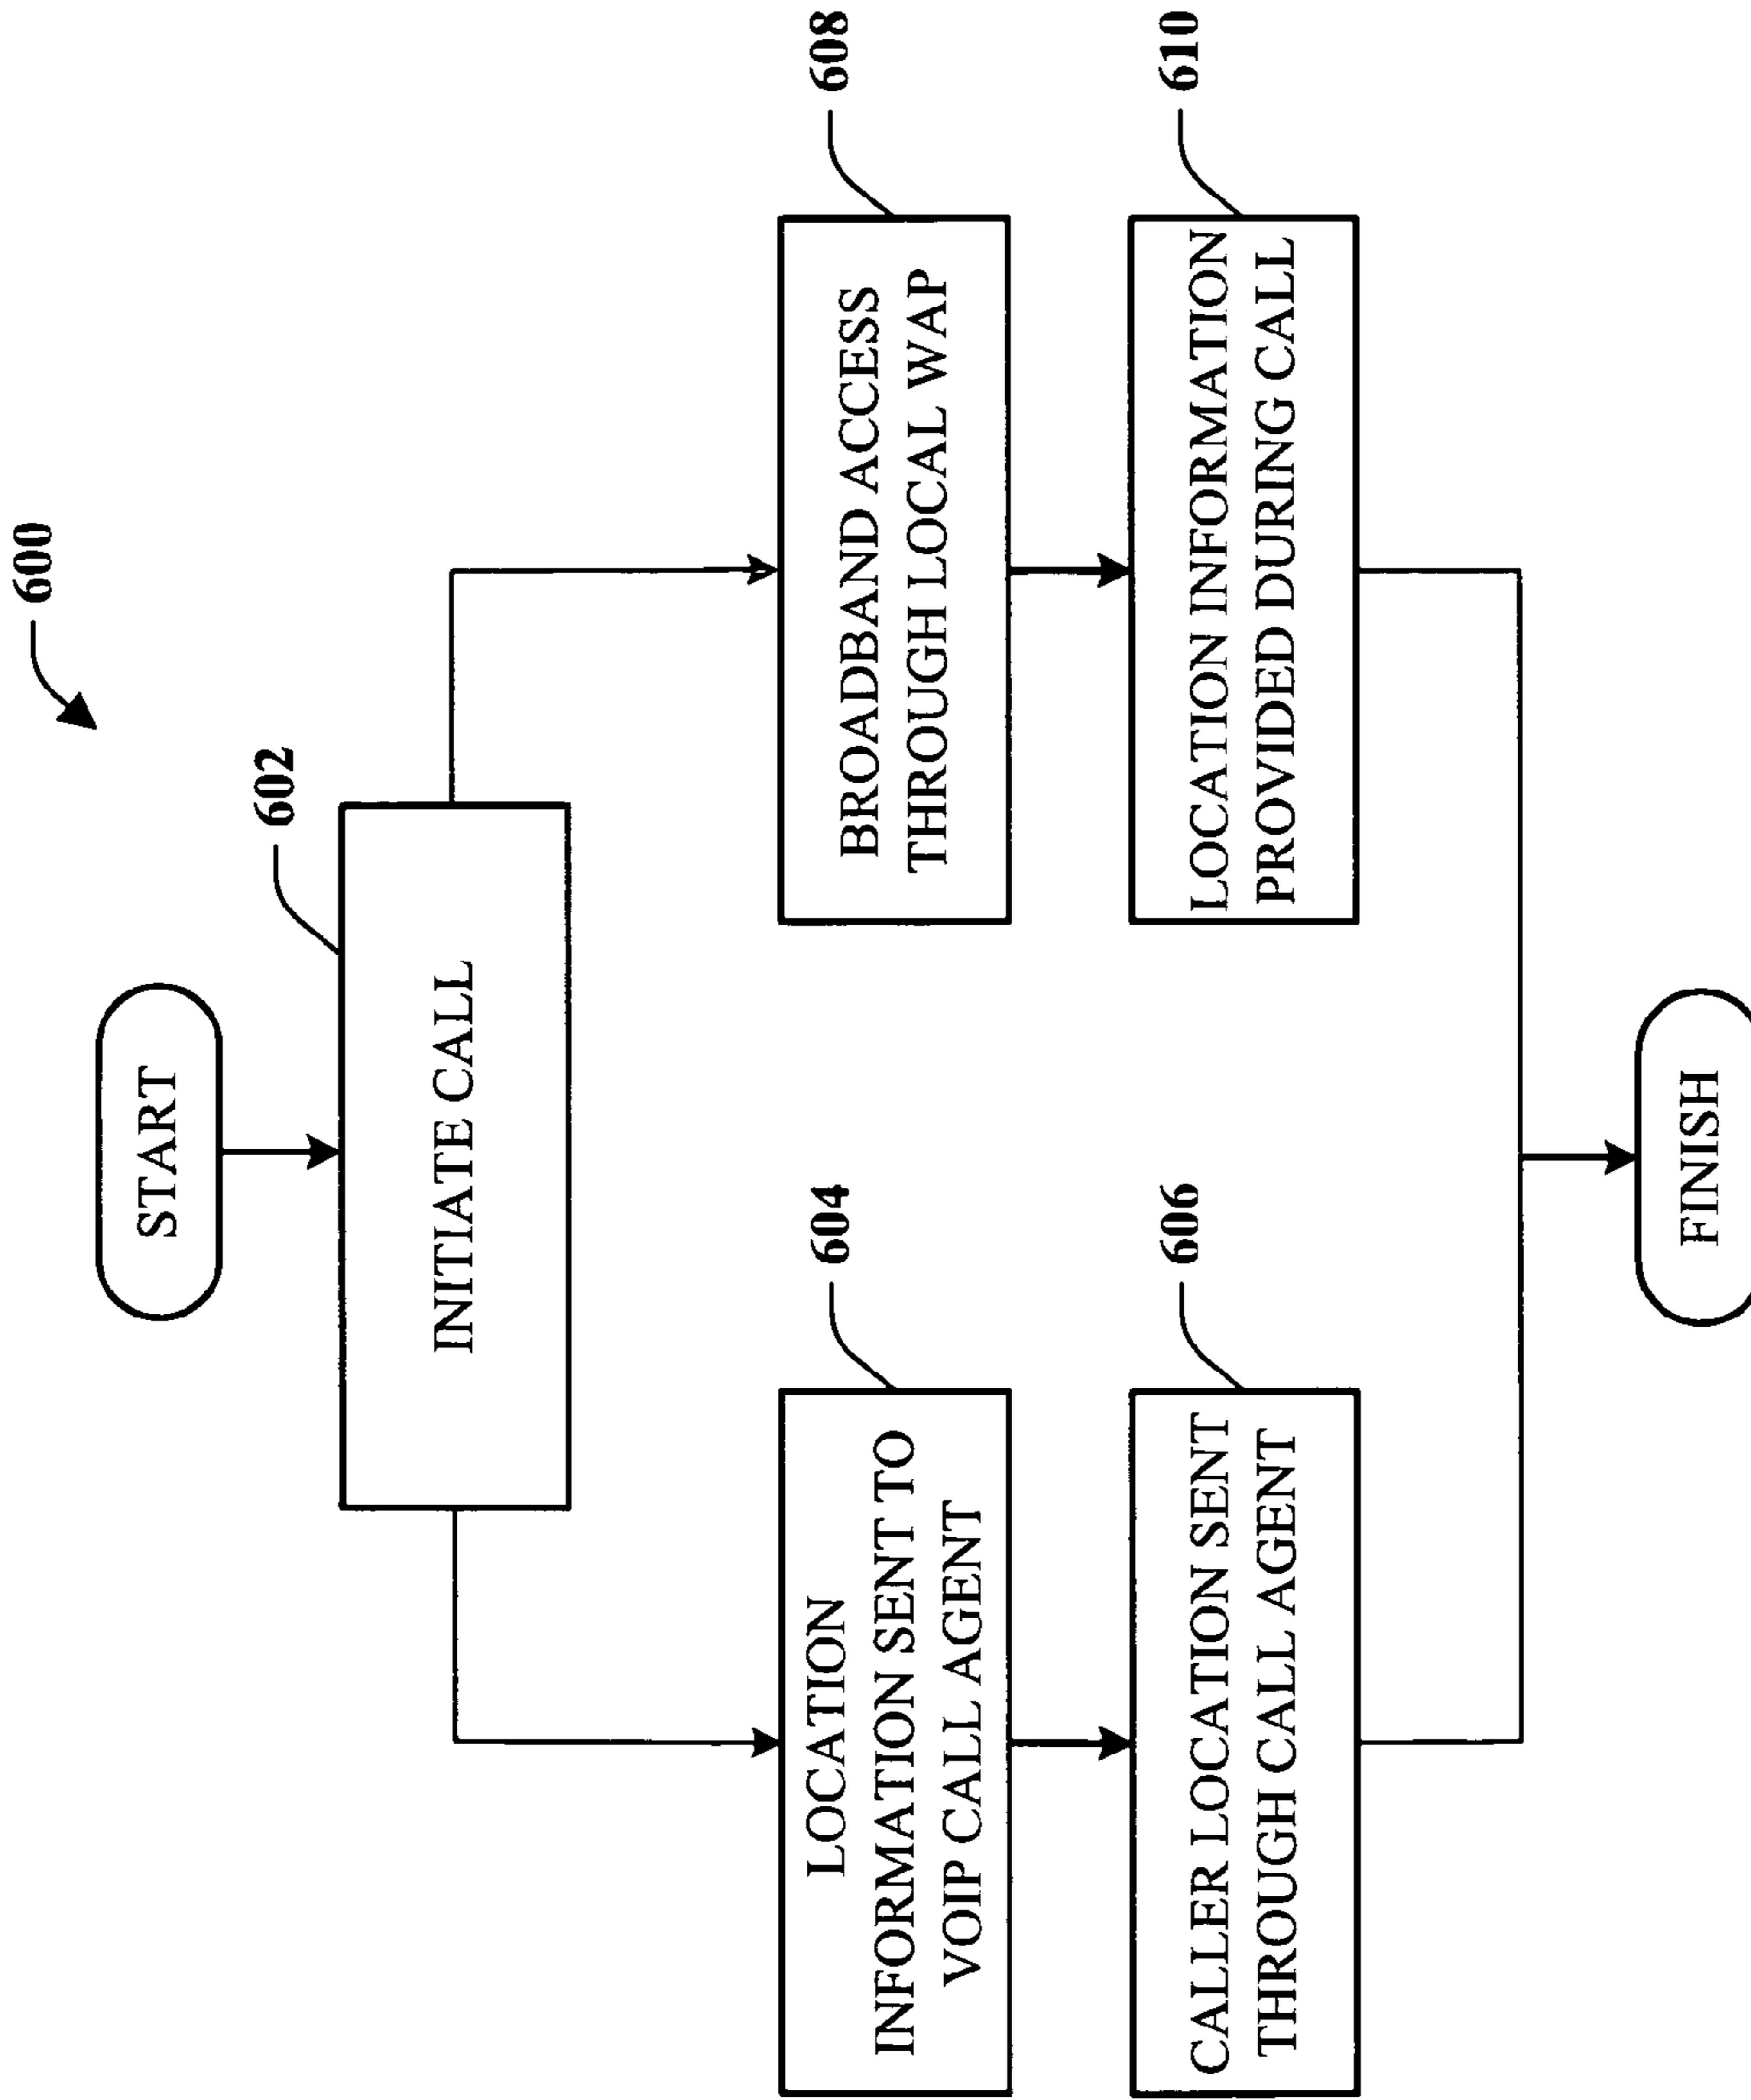 600
START
602
INITIATE CALL
604
LOCATION
INFORMATION SENT TO
VOIP CALL AGENT
608
BROADBAND ACCESS
THROUGH LOCAL WAP
606
CALLER LOCATION SENT
THROUGH CALL AGENT
610
LOCATION INFORMATION
PROVIDED DURING CALL
FINISH